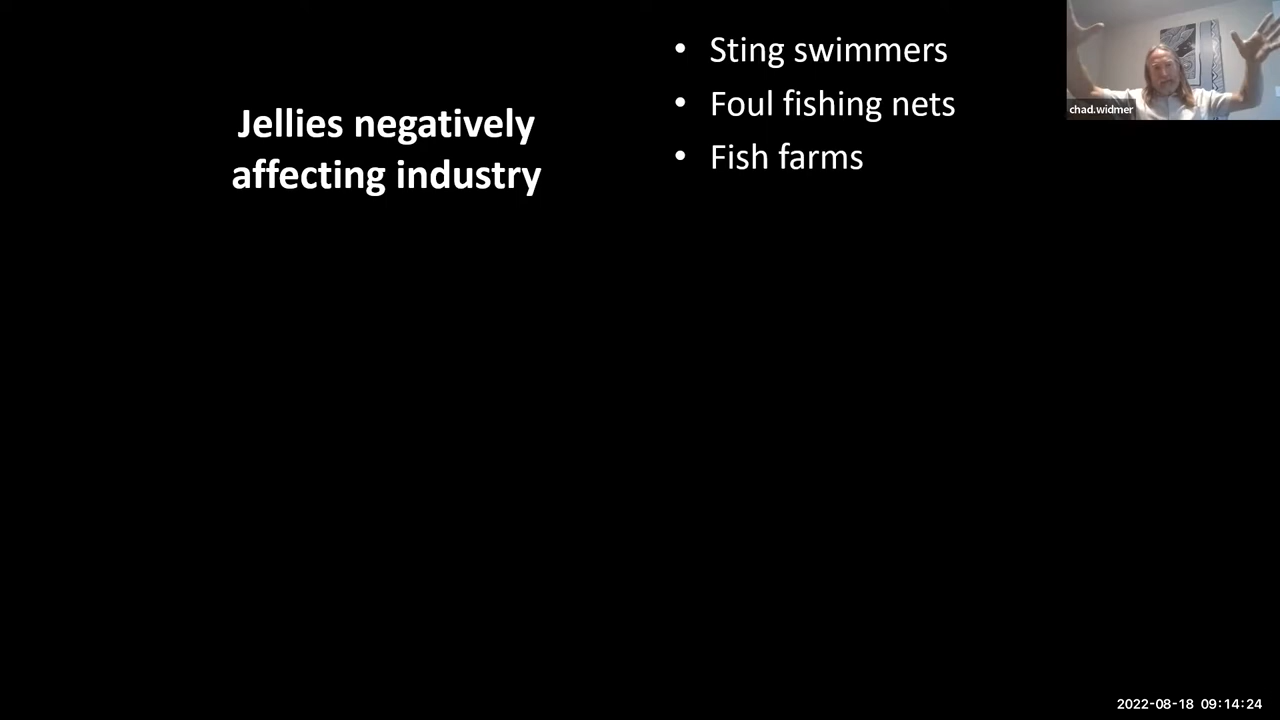 Jellies negatively
affecting industry
• Sting swimmers
• Foul fishing nets
• Fish farms
chad.widmer
2022-08-18 09:14:24